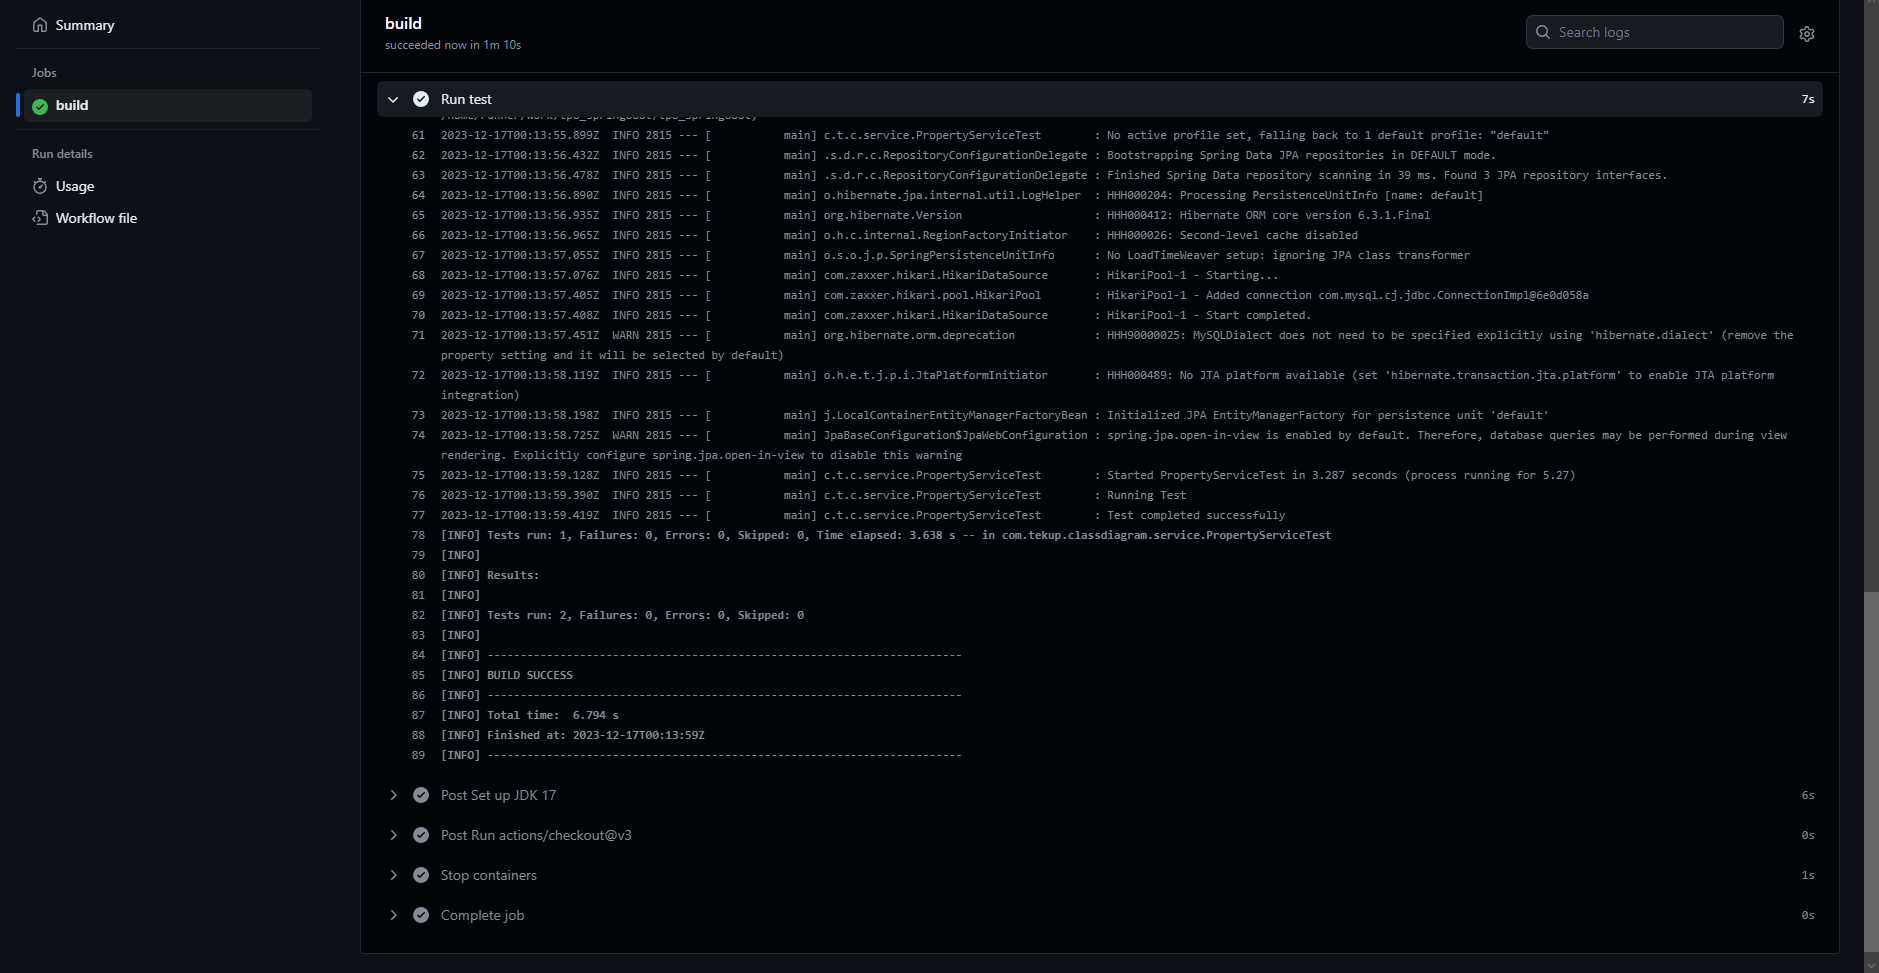 Summary
Jobs
build
Run details
Usage
Workflow file
build
succeeded now in 1m 10s
Search logs
Run test 7s
/home/runner/work/tp6_springboot/tp6_springboot)
61 2023-12-17T00:13:55.899Z  INFO 2815 --- [           main] c.t.c.service.PropertyServiceTest        : No active profile set, falling back to 1 default profile: "default"
62 2023-12-17T00:13:56.432Z  INFO 2815 --- [           main] .s.d.r.c.RepositoryConfigurationDelegate : Bootstrapping Spring Data JPA repositories in DEFAULT mode.
63 2023-12-17T00:13:56.478Z  INFO 2815 --- [           main] .s.d.r.c.RepositoryConfigurationDelegate : Finished Spring Data repository scanning in 39 ms. Found 3 JPA repository interfaces.
64 2023-12-17T00:13:56.890Z  INFO 2815 --- [           main] o.hibernate.jpa.internal.util.LogHelper  : HHH000204: Processing PersistenceUnitInfo [name: default]
65 2023-12-17T00:13:56.935Z  INFO 2815 --- [           main] org.hibernate.Version                    : HHH000412: Hibernate ORM core version 6.3.1.Final
66 2023-12-17T00:13:56.965Z  INFO 2815 --- [           main] o.h.c.internal.RegionFactoryInitiator    : HHH000026: Second-level cache disabled
67 2023-12-17T00:13:57.055Z  INFO 2815 --- [           main] o.s.o.j.p.SpringPersistenceUnitInfo      : No LoadTimeWeaver setup: ignoring JPA class transformer
68 2023-12-17T00:13:57.076Z  INFO 2815 --- [           main] com.zaxxer.hikari.HikariDataSource       : HikariPool-1 - Starting...
69 2023-12-17T00:13:57.405Z  INFO 2815 --- [           main] com.zaxxer.hikari.pool.HikariPool        : HikariPool-1 - Added connection com.mysql.cj.jdbc.ConnectionImpl@6e0d058a
70 2023-12-17T00:13:57.408Z  INFO 2815 --- [           main] com.zaxxer.hikari.HikariDataSource       : HikariPool-1 - Start completed.
71 2023-12-17T00:13:57.451Z  WARN 2815 --- [           main] org.hibernate.orm.deprecation            : HHH90000025: MySQLDialect does not need to be specified explicitly using 'hibernate.dialect' (remove the
property setting and it will be selected by default)
72 2023-12-17T00:13:58.119Z  INFO 2815 --- [           main] o.h.e.t.j.p.i.JtaPlatformInitiator       : HHH000489: No JTA platform available (set 'hibernate.transaction.jta.platform' to enable JTA platform
integration)
73 2023-12-17T00:13:58.198Z  INFO 2815 --- [           main] j.LocalContainerEntityManagerFactoryBean : Initialized JPA EntityManagerFactory for persistence unit 'default'
74 2023-12-17T00:13:58.725Z  WARN 2815 --- [           main] JpaBaseConfiguration$JpaWebConfiguration : spring.jpa.open-in-view is enabled by default. Therefore, database queries may be performed during view
rendering. Explicitly configure spring.jpa.open-in-view to disable this warning
75 2023-12-17T00:13:59.128Z  INFO 2815 --- [           main] c.t.c.service.PropertyServiceTest        : Started PropertyServiceTest in 3.287 seconds (process running for 5.27)
76 2023-12-17T00:13:59.390Z  INFO 2815 --- [           main] c.t.c.service.PropertyServiceTest        : Running Test
77 2023-12-17T00:13:59.419Z  INFO 2815 --- [           main] c.t.c.service.PropertyServiceTest        : Test completed successfully
78 [INFO] Tests run: 1, Failures: 0, Errors: 0, Skipped: 0, Time elapsed: 3.638 s -- in com.tekup.classdiagram.service.PropertyServiceTest
79 [INFO]
80 [INFO] Results:
81 [INFO]
82 [INFO] Tests run: 2, Failures: 0, Errors: 0, Skipped: 0
83 [INFO]
84 [INFO] ------------------------------------------------------------------------
85 [INFO] BUILD SUCCESS
86 [INFO] ------------------------------------------------------------------------
87 [INFO] Total time:  6.794 s
88 [INFO] Finished at: 2023-12-17T00:13:59Z
89 [INFO] ------------------------------------------------------------------------
Post Set up JDK 17 6s
Post Run actions/checkout@v3 0s
Stop containers 1s
Complete job 0s